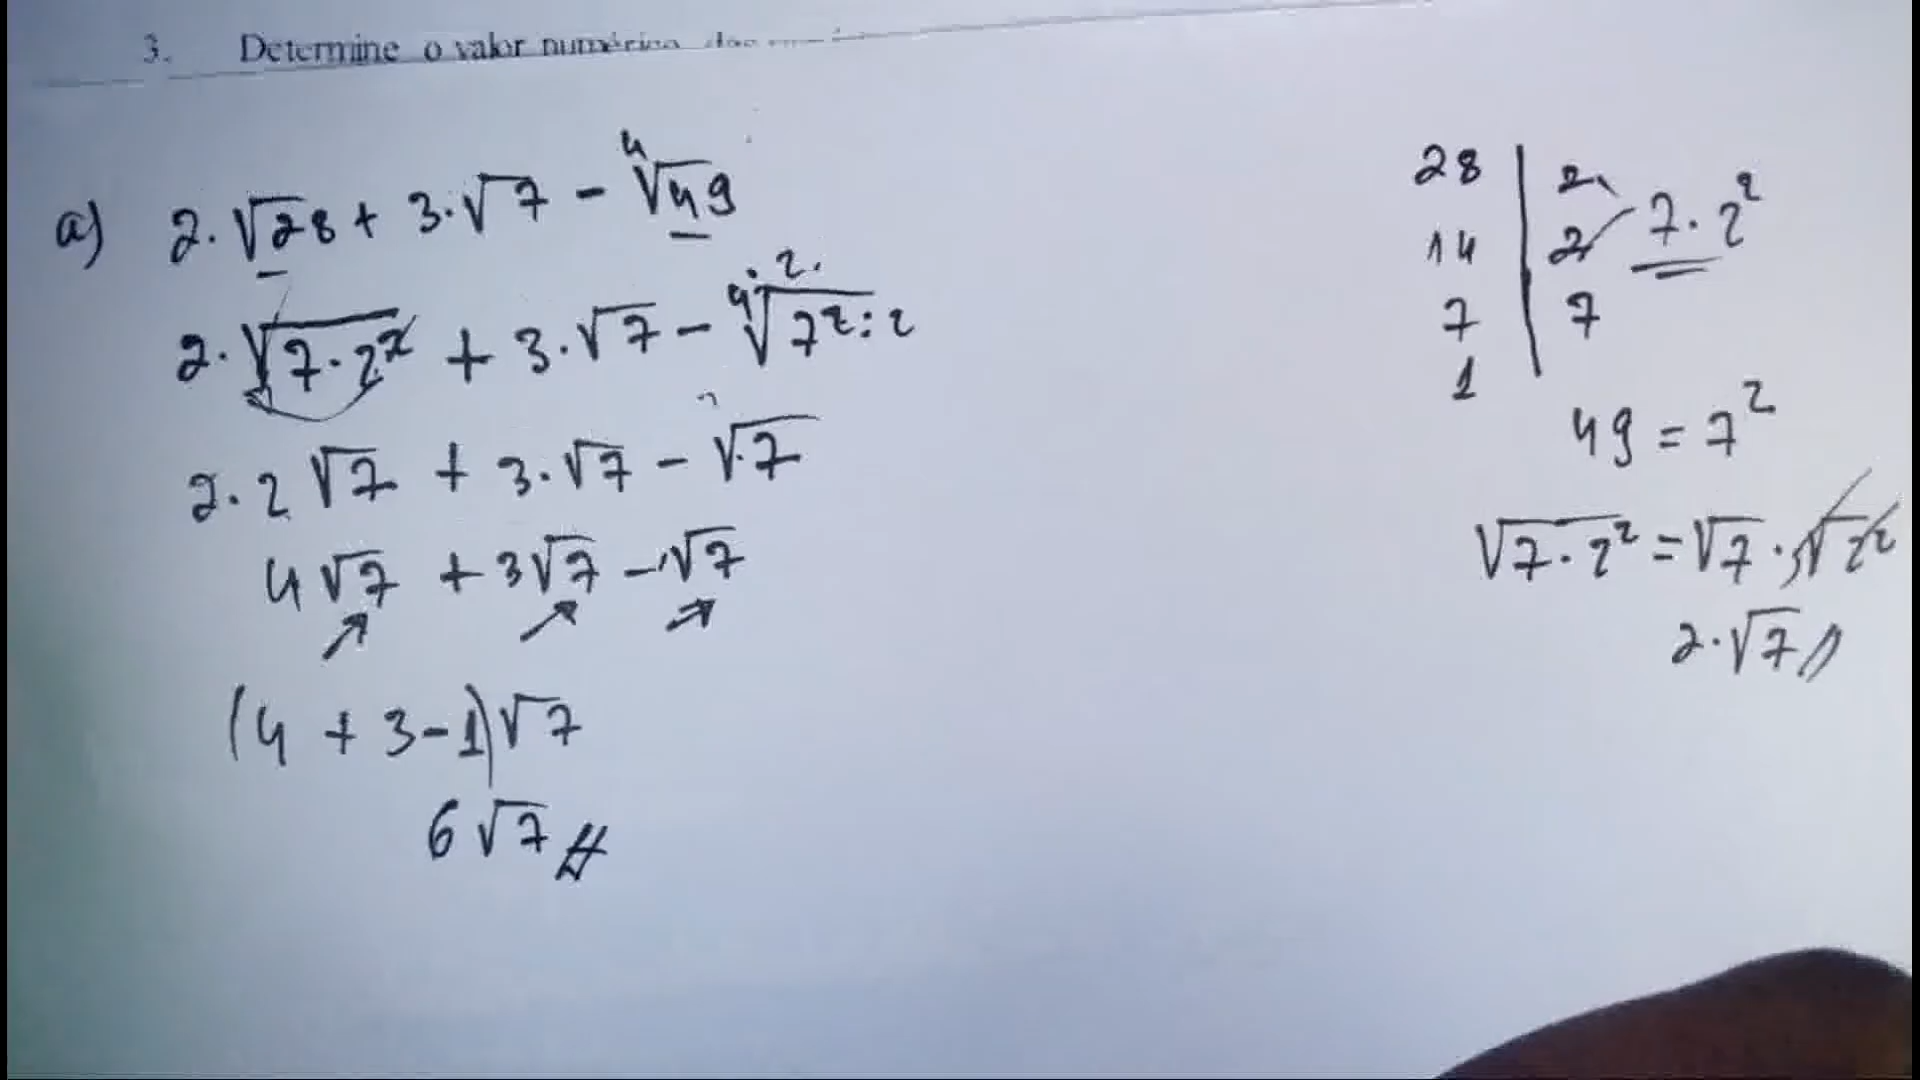 3. Determine o valor numérico
a) 2·√28 + 3·√7 − ⁴√49
2·√7·2² + 3·√7 − ⁴:²√7²:²
2·2√7 + 3·√7 − √7
4√7 + 3√7 − 1√7
(4 + 3 − 1)√7
6√7 //
28 | 2
14 | 2 7·2²
7 | 7
1
49 = 7²
√7·2² = √7·√2²
2·√7 //